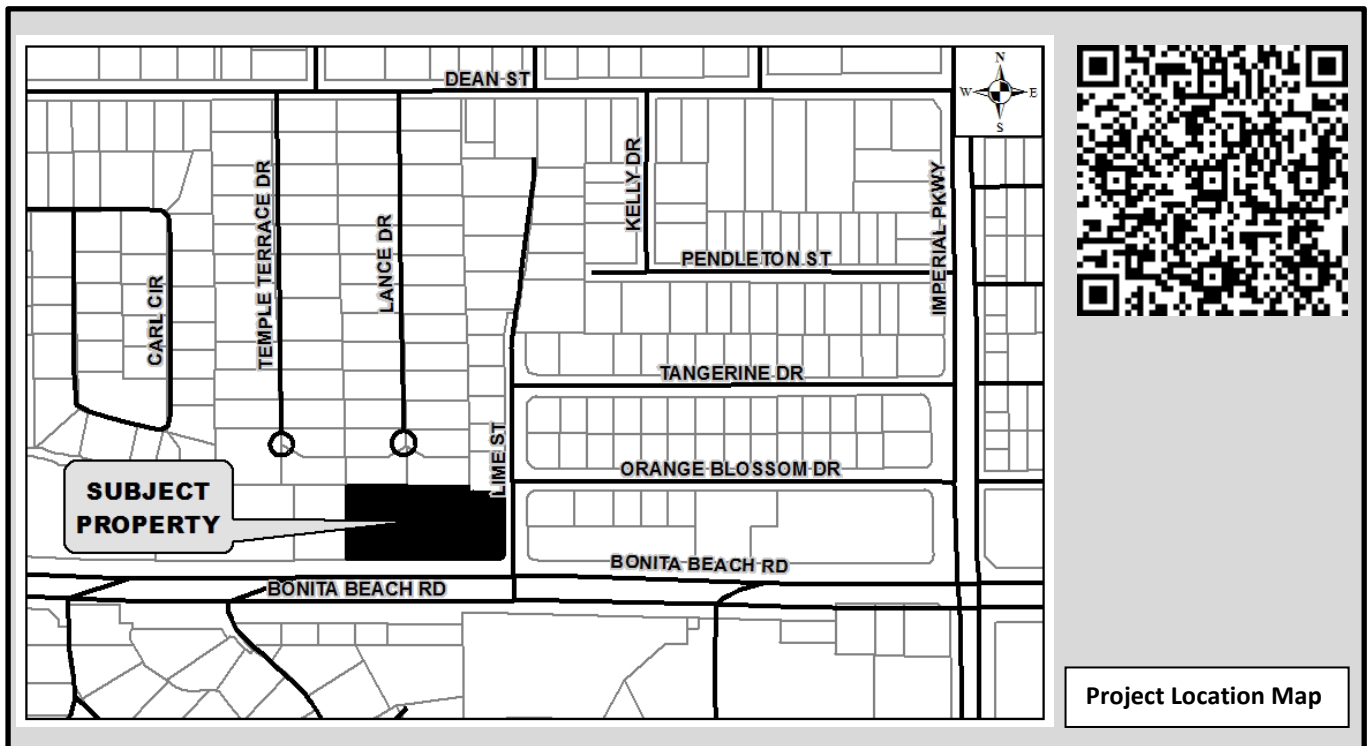 DEAN ST
N
W E
S
KELLY DR
IMPERIAL PKWY
TEMPLE TERRACE DR
LANCE DR
PENDLETON ST
CARL CIR
TANGERINE DR
LIME ST
ORANGE BLOSSOM DR
SUBJECT
PROPERTY
BONITA BEACH RD
BONITA BEACH RD
Project Location Map